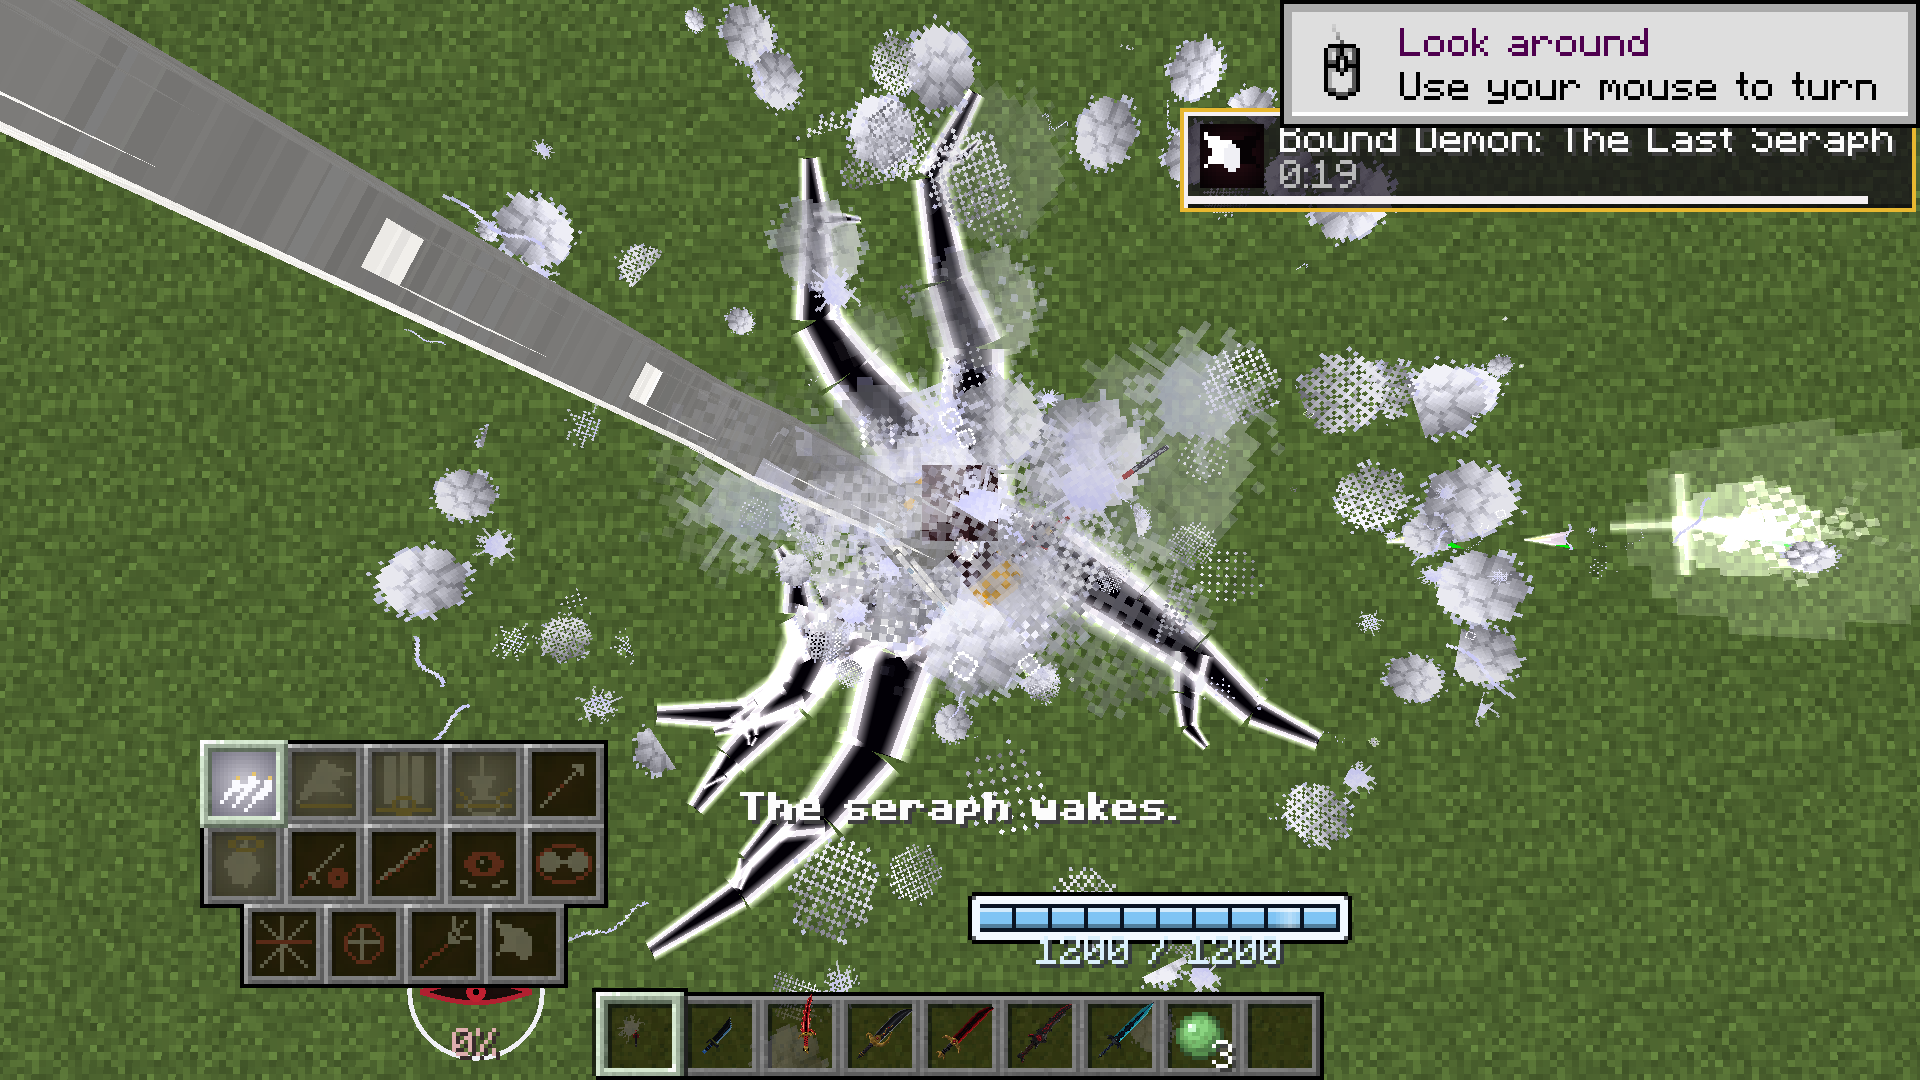 Look around
Use your mouse to turn
Bound Demon: The Last Seraph
0:19
The seraph wakes.
1200 / 1200
0%
3